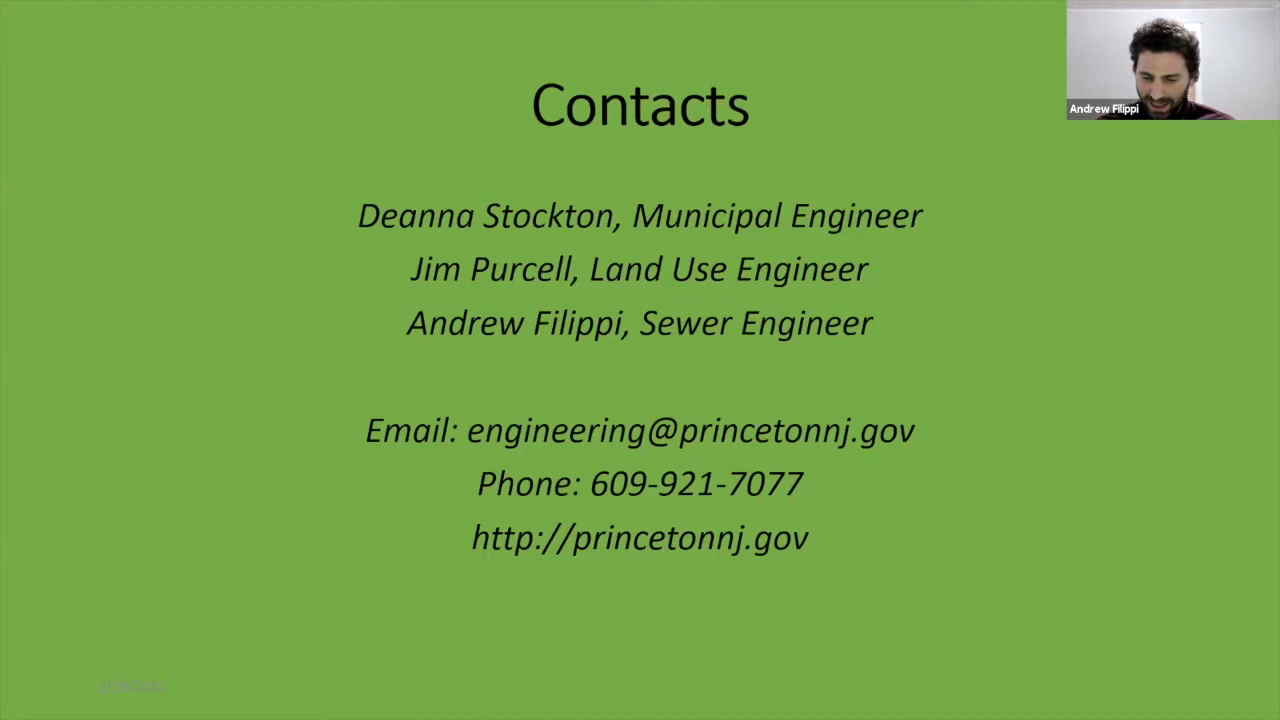 Contacts
Andrew Filippi
Deanna Stockton, Municipal Engineer
Jim Purcell, Land Use Engineer
Andrew Filippi, Sewer Engineer
Email: engineering@princetonnj.gov
Phone: 609-921-7077
http://princetonnj.gov